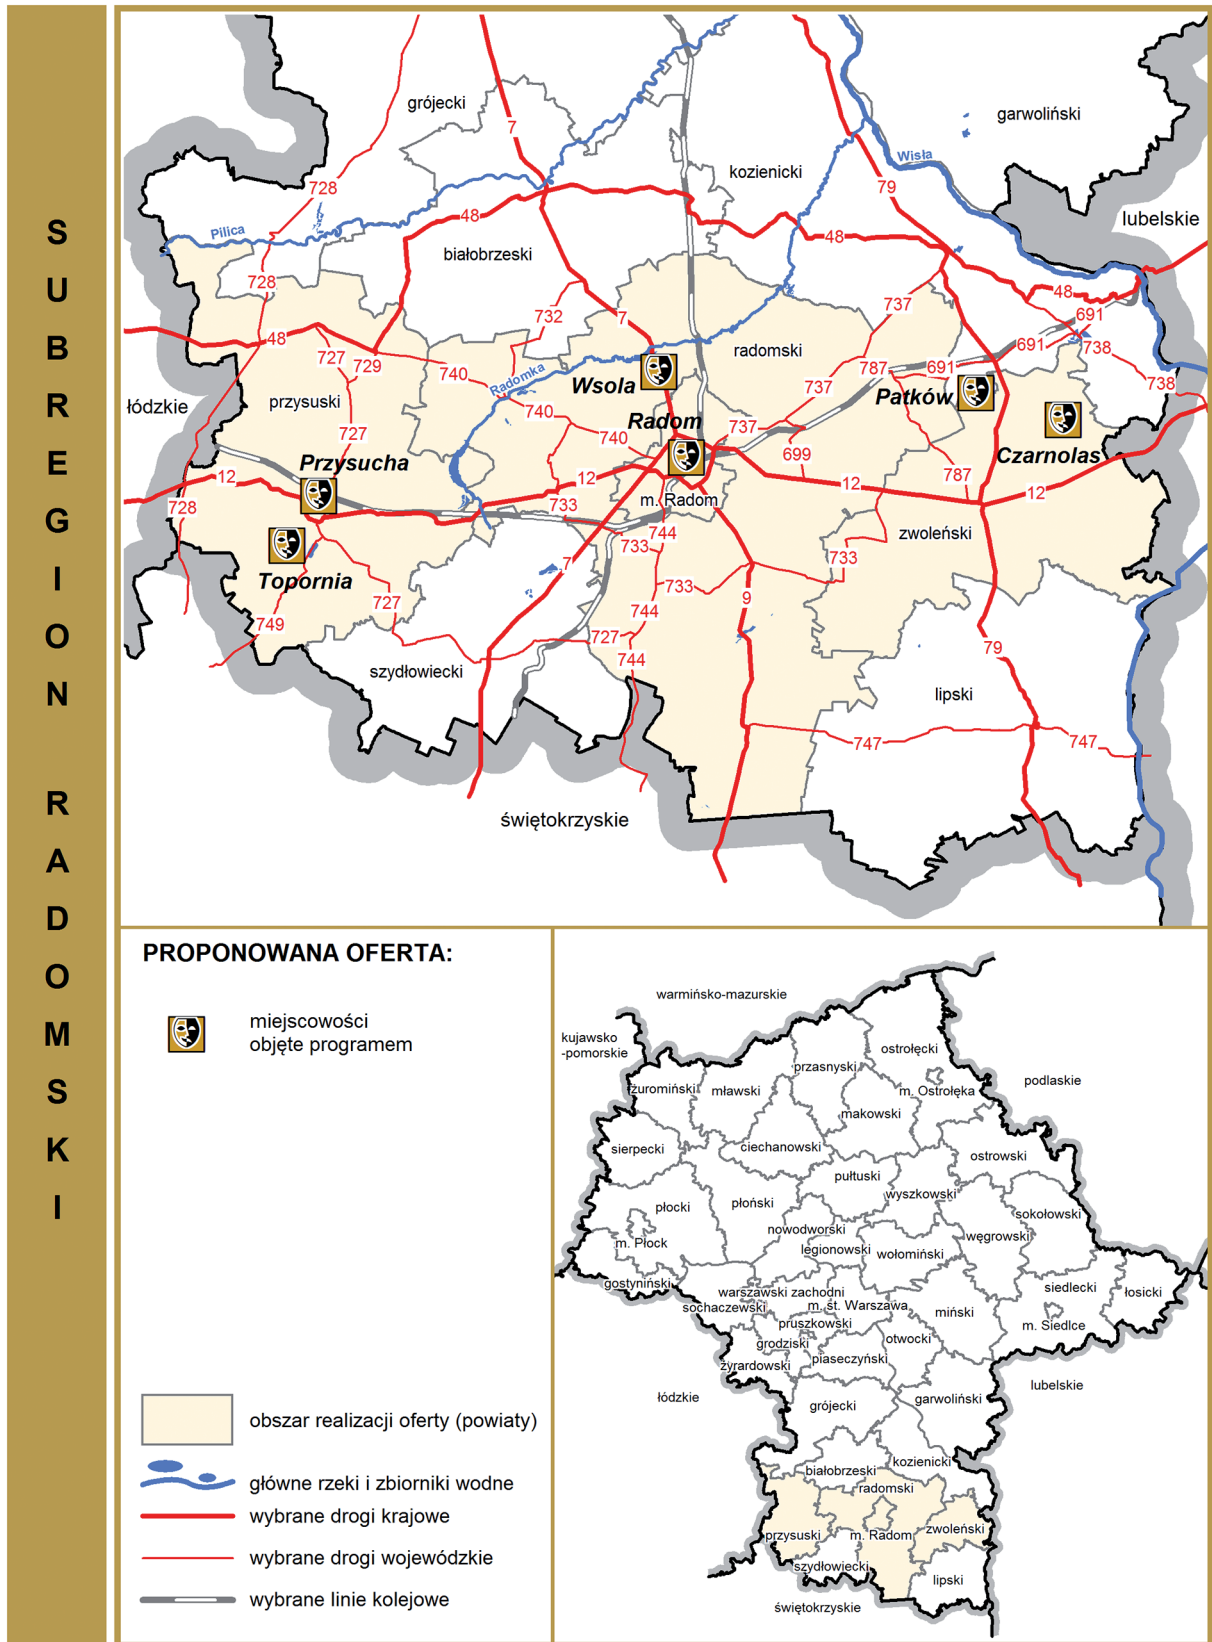 SUBREGION RADOMSKI
grójecki
garwoliński
7
Wisła
kozienicki
79
728
lubelskie
48
Pilica
48
białobrzeski
728
48
737
732
7
691
48
691
738
radomski
727
729
740
Radomka
787
691
738
łódzkie
przysuski
Wsola
737
Patków
740
Radom
737
727
740
Czarnolas
Przysucha
699
12
12
787
12
12
728
733
m. Radom
744
zwoleński
733
7
733
Topornia
733
727
9
744
749
727
79
744
szydłowiecki
lipski
747
747
świętokrzyskie
PROPONOWANA OFERTA:
miejscowości
objęte programem
obszar realizacji oferty (powiaty)
główne rzeki i zbiorniki wodne
wybrane drogi krajowe
wybrane drogi wojewódzkie
wybrane linie kolejowe
warmińsko-mazurskie
kujawsko
-pomorskie
ostrołęcki
przasnyski
podlaskie
żuromiński
mławski
m. Ostrołęka
makowski
sierpecki
ciechanowski
ostrowski
pułtuski
wyszkowski
płocki
płoński
sokołowski
nowodworski
węgrowski
m. Płock
legionowski
wołomiński
gostyniński
siedlecki
łosicki
warszawski zachodni
sochaczewski
m. st. Warszawa
miński
pruszkowski
m. Siedlce
grodziski
otwocki
żyrardowski
piaseczyński
lubelskie
łódzkie
garwoliński
grójecki
kozienicki
białobrzeski
radomski
przysuski
m. Radom
zwoleński
szydłowiecki
lipski
świętokrzyskie